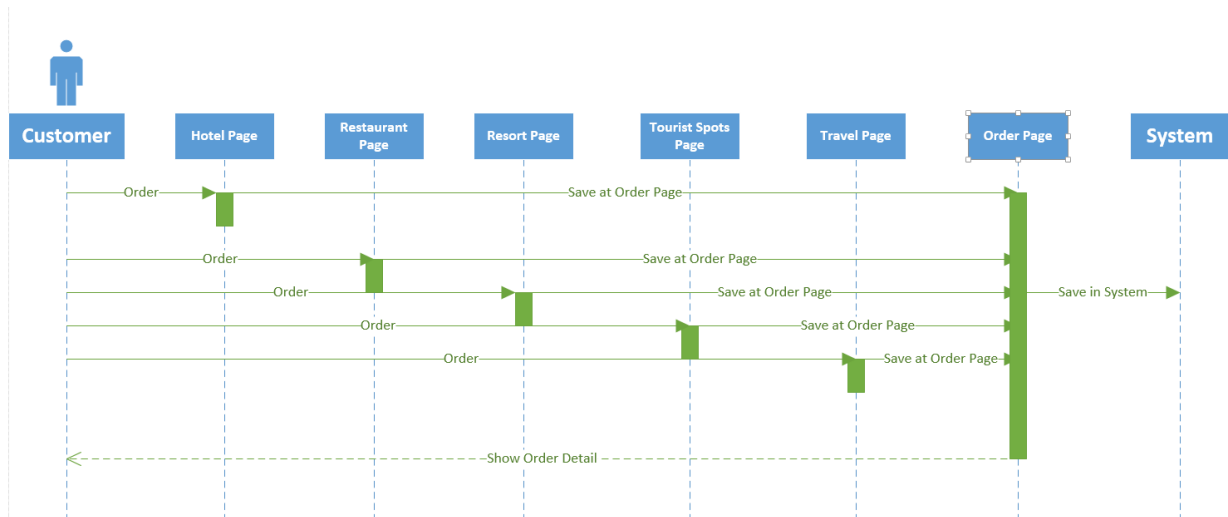 Customer
Hotel Page
Restaurant
Page
Resort Page
Tourist Spots
Page
Travel Page
Order Page
System
Order
Save at Order Page
Order
Save at Order Page
Order
Save at Order Page
Save in System
Order
Save at Order Page
Order
Save at Order Page
Show Order Detail